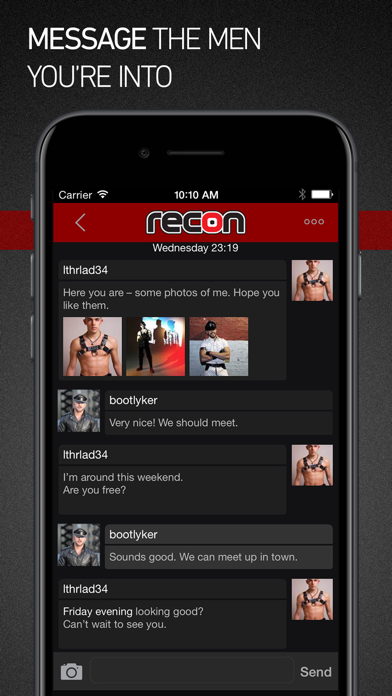 MESSAGE THE MEN
YOU'RE INTO
Carrier 10:10 AM
recon
Wednesday 23:19
lthrlad34
Here you are – some photos of me. Hope you
like them.
bootlyker
Very nice! We should meet.
lthrlad34
I'm around this weekend.
Are you free?
bootlyker
Sounds good. We can meet up in town.
lthrlad34
Friday evening looking good?
Can't wait to see you.
Send